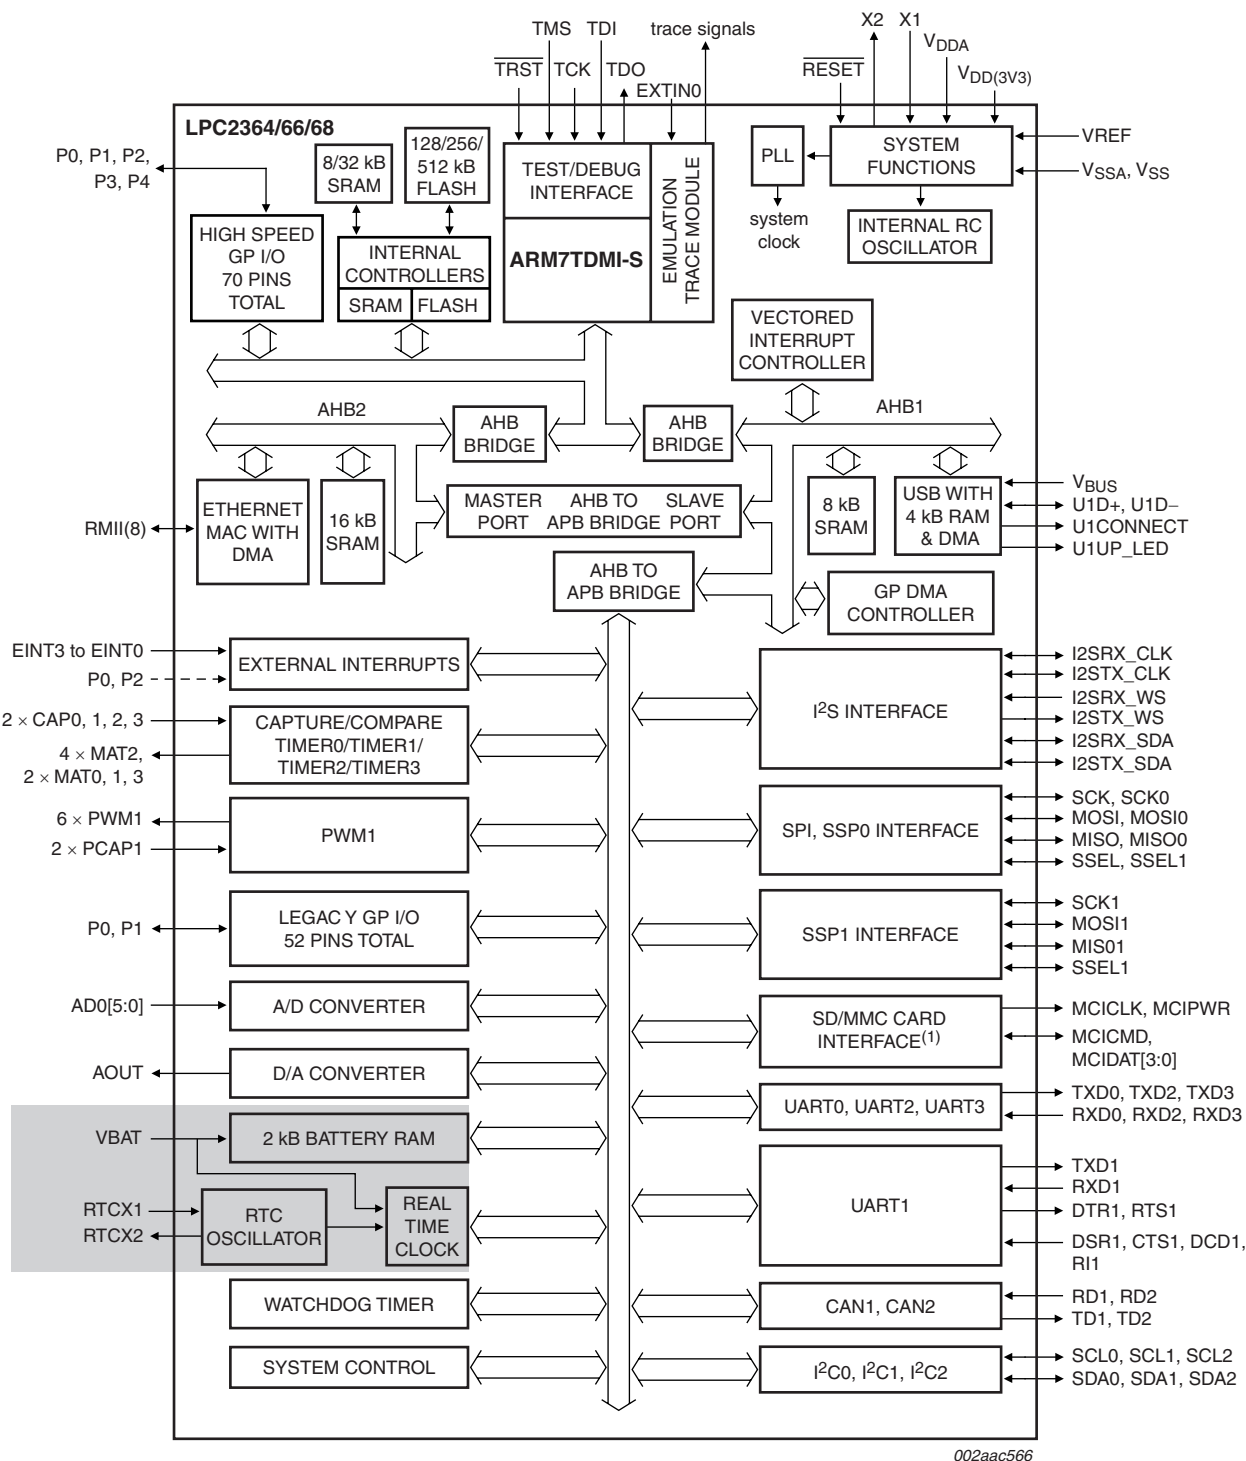 TMS TDI trace signals
TRST TCK TDO
EXTIN0
X2 X1
VDDA
RESET
VDD(3V3)
LPC2364/66/68
P0, P1, P2,
P3, P4
8/32 kB
SRAM
128/256/
512 kB
FLASH
TEST/DEBUG
INTERFACE
EMULATION
TRACE MODULE
PLL
SYSTEM
FUNCTIONS
VREF
VSSA, VSS
system
clock
HIGH SPEED
GP I/O
70 PINS
TOTAL
INTERNAL
CONTROLLERS
SRAM FLASH
ARM7TDMI-S
INTERNAL RC
OSCILLATOR
VECTORED
INTERRUPT
CONTROLLER
AHB2
AHB
BRIDGE
AHB
BRIDGE
AHB1
RMII(8)
ETHERNET
MAC WITH
DMA
16 kB
SRAM
MASTER AHB TO SLAVE
PORT APB BRIDGE PORT
8 kB
SRAM
USB WITH
4 kB RAM
& DMA
VBUS
U1D+, U1D−
U1CONNECT
U1UP_LED
AHB TO
APB BRIDGE
GP DMA
CONTROLLER
EINT3 to EINT0
P0, P2
EXTERNAL INTERRUPTS
I2S INTERFACE
I2SRX_CLK
I2STX_CLK
I2SRX_WS
I2STX_WS
I2SRX_SDA
I2STX_SDA
2 × CAP0, 1, 2, 3
4 × MAT2,
2 × MAT0, 1, 3
CAPTURE/COMPARE
TIMER0/TIMER1/
TIMER2/TIMER3
6 × PWM1
2 × PCAP1
PWM1
SPI, SSP0 INTERFACE
SCK, SCK0
MOSI, MOSI0
MISO, MISO0
SSEL, SSEL1
P0, P1
LEGACY GP I/O
52 PINS TOTAL
SSP1 INTERFACE
SCK1
MOSI1
MIS01
SSEL1
AD0[5:0]
A/D CONVERTER
SD/MMC CARD
INTERFACE(1)
MCICLK, MCIPWR
MCICMD,
MCIDAT[3:0]
AOUT
D/A CONVERTER
UART0, UART2, UART3
TXD0, TXD2, TXD3
RXD0, RXD2, RXD3
VBAT
2 kB BATTERY RAM
RTCX1
RTCX2
RTC
OSCILLATOR
REAL
TIME
CLOCK
UART1
TXD1
RXD1
DTR1, RTS1
DSR1, CTS1, DCD1,
RI1
WATCHDOG TIMER
CAN1, CAN2
RD1, RD2
TD1, TD2
SYSTEM CONTROL
I2C0, I2C1, I2C2
SCL0, SCL1, SCL2
SDA0, SDA1, SDA2
002aac566